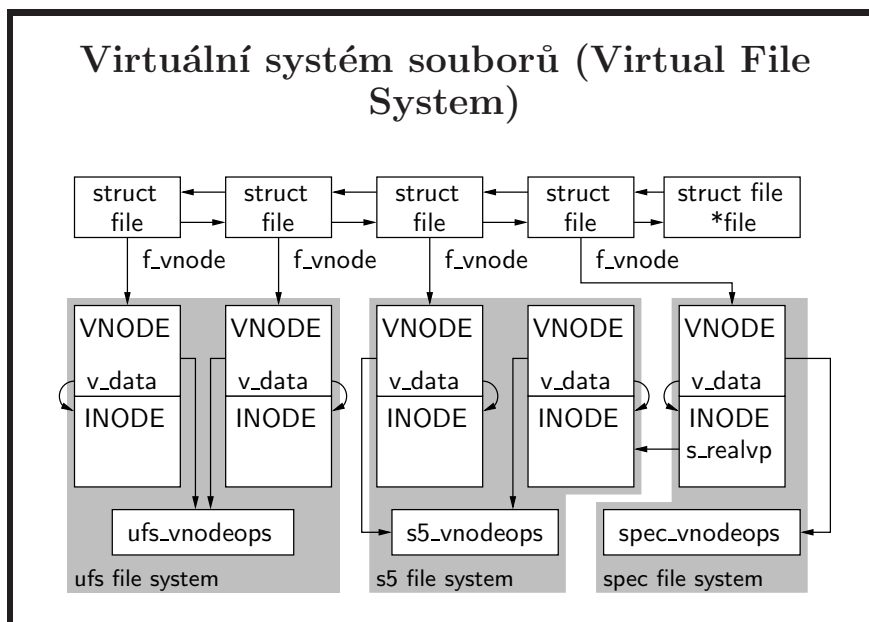 Virtuální systém souborů (Virtual File
System)
struct
file
struct
file
struct
file
struct
file
struct file
*file
f_vnode
f_vnode
f_vnode
f_vnode
VNODE
v_data
INODE
VNODE
v_data
INODE
VNODE
v_data
INODE
VNODE
v_data
INODE
VNODE
v_data
INODE
s_realvp
ufs_vnodeops
s5_vnodeops
spec_vnodeops
ufs file system
s5 file system
spec file system